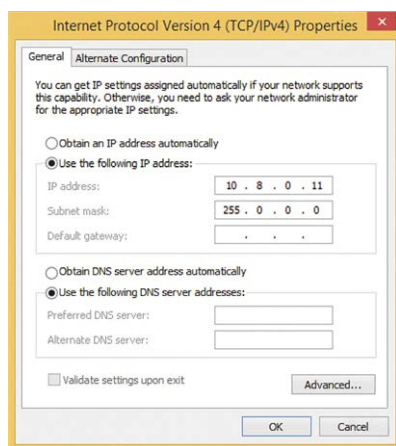 Internet Protocol Version 4 (TCP/IPv4) Properties
General
Alternate Configuration
You can get IP settings assigned automatically if your network supports
this capability. Otherwise, you need to ask your network administrator
for the appropriate IP settings.
Obtain an IP address automatically
Use the following IP address:
IP address: 10 . 8 . 0 . 11
Subnet mask: 255 . 0 . 0 . 0
Default gateway: . . .
Obtain DNS server address automatically
Use the following DNS server addresses:
Preferred DNS server:
Alternate DNS server:
Validate settings upon exit
Advanced...
OK Cancel